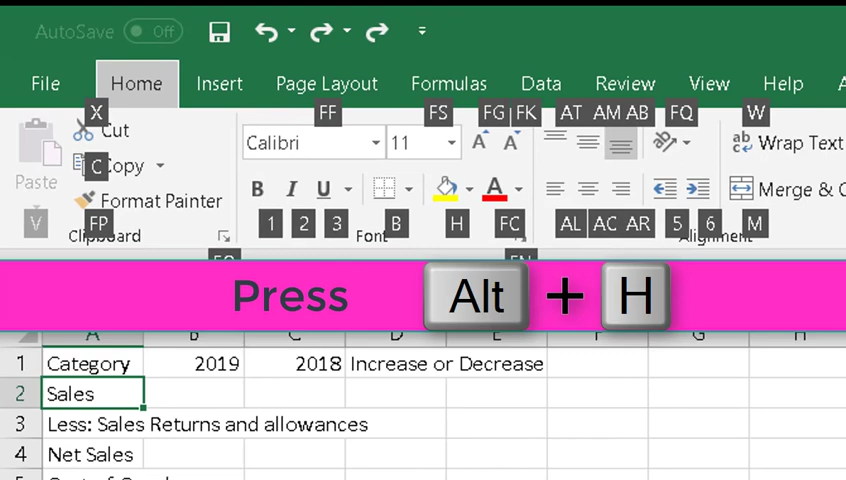 AutoSave Off
File Home Insert Page Layout Formulas Data Review View Help
X FF FS FG FK AT AM AB FQ W
Cut Calibri 11 ab Wrap Text
C Copy
Paste Format Painter B I U A Merge & C
V FP 1 2 3 B H FC AL AC AR 5 6 M
Clipboard Font Alignment
FN
Press Alt + H
A B C D E F G H
1 Category 2019 2018 Increase or Decrease
2 Sales
3 Less: Sales Returns and allowances
4 Net Sales